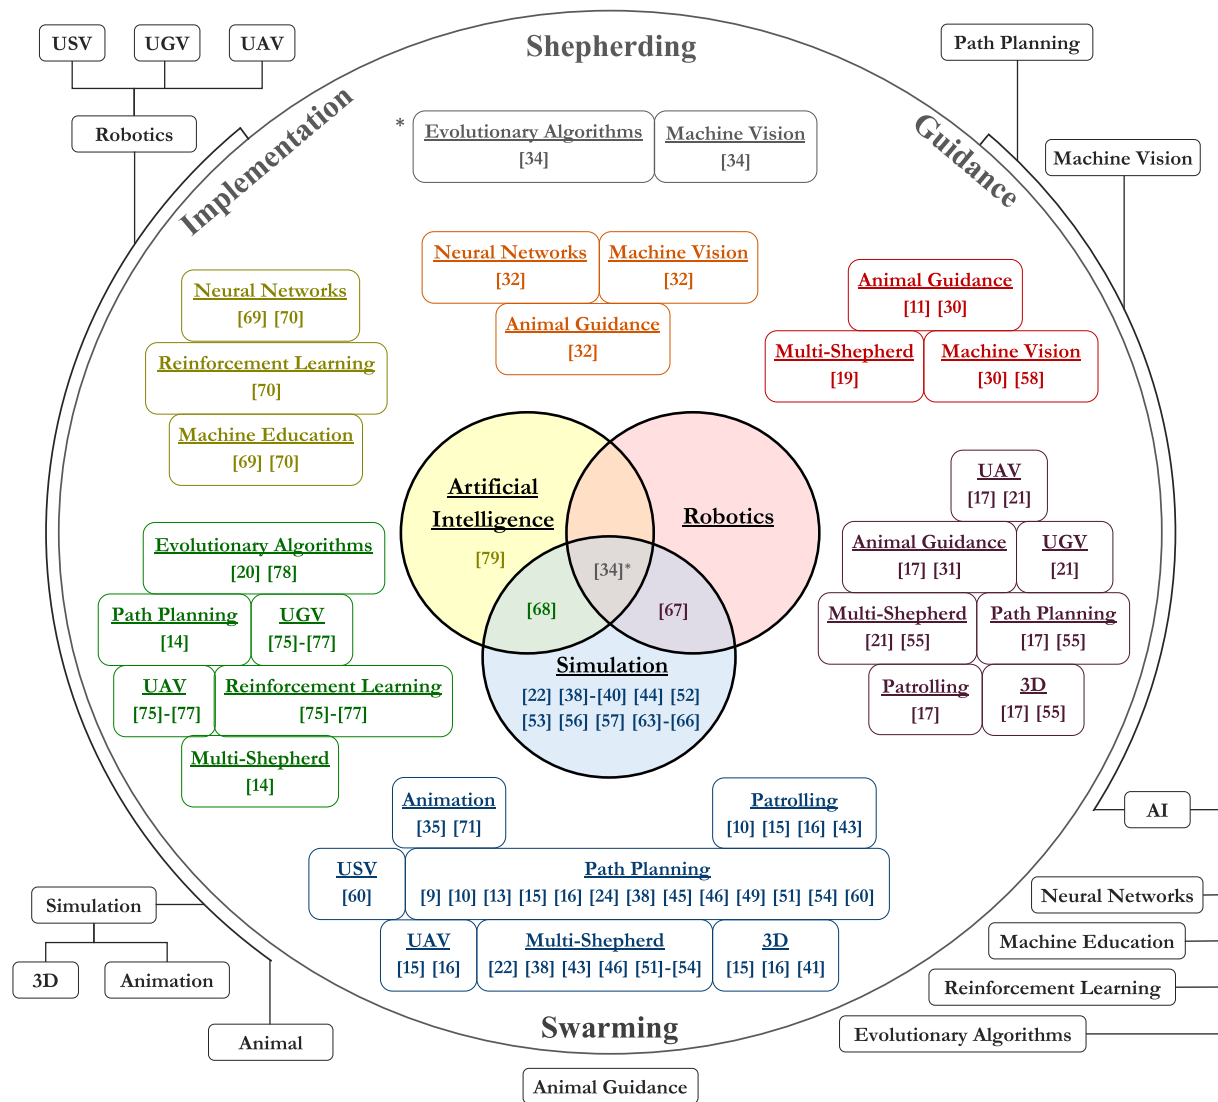 Shepherding
USV
UGV
UAV
Robotics
Implementation
Guidance
Path Planning
Machine Vision
*
Evolutionary Algorithms
[34]
Machine Vision
[34]
Neural Networks
[32]
Machine Vision
[32]
Animal Guidance
[32]
Neural Networks
[69] [70]
Reinforcement Learning
[70]
Machine Education
[69] [70]
Animal Guidance
[11] [30]
Multi-Shepherd
[19]
Machine Vision
[30] [58]
Artificial
Intelligence
[79]
Robotics
[34]*
[68]
[67]
Simulation
[22] [38]-[40] [44] [52]
[53] [56] [57] [63]-[66]
Evolutionary Algorithms
[20] [78]
Path Planning
[14]
UGV
[75]-[77]
UAV
[75]-[77]
Reinforcement Learning
[75]-[77]
Multi-Shepherd
[14]
UAV
[17] [21]
Animal Guidance
[17] [31]
UGV
[21]
Multi-Shepherd
[21] [55]
Path Planning
[17] [55]
Patrolling
[17]
3D
[17] [55]
Animation
[35] [71]
Patrolling
[10] [15] [16] [43]
USV
[60]
Path Planning
[9] [10] [13] [15] [16] [24] [38] [45] [46] [49] [51] [54] [60]
UAV
[15] [16]
Multi-Shepherd
[22] [38] [43] [46] [51]-[54]
3D
[15] [16] [41]
Simulation
3D
Animation
Animal
AI
Neural Networks
Machine Education
Reinforcement Learning
Evolutionary Algorithms
Swarming
Animal Guidance